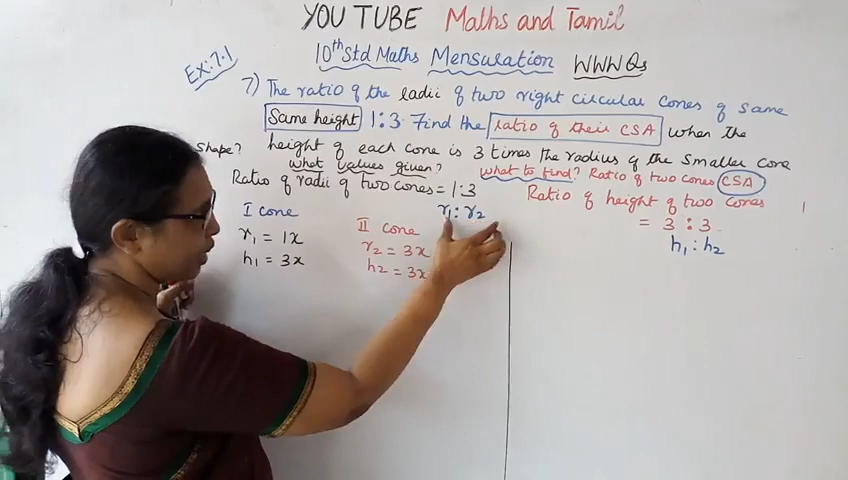 YOU TUBE Maths and Tamil
10th Std Maths Mensuration WWW Qs
Ex:7.1
7) The ratio of the radii of two right circular cones of same
Same height 1:3 Find the ratio of their CSA when the
Shape? height of each cone is 3 times the radius of the smaller cone
what values given? what to find? Ratio of two cones CSA
Ratio of radii of two cones = 1:3
r₁ : r₂
Ratio of height of two cones
= 3 : 3
h₁ : h₂
I cone
r₁ = 1x
h₁ = 3x
II cone
r₂ = 3x
h₂ = 3x